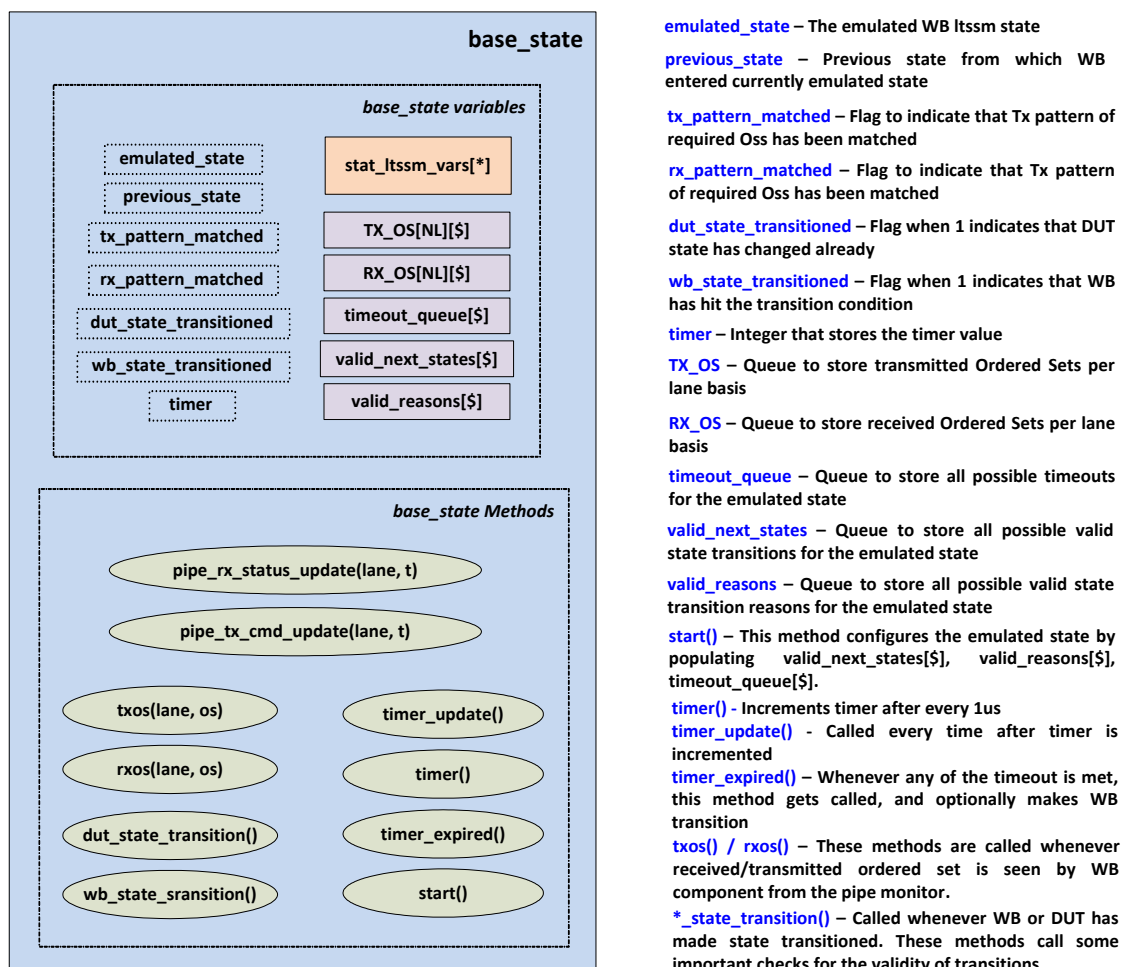 base_state
base_state variables
emulated_state
previous_state
tx_pattern_matched
rx_pattern_matched
dut_state_transitioned
wb_state_transitioned
timer
stat_ltssm_vars[*]
TX_OS[NL][$]
RX_OS[NL][$]
timeout_queue[$]
valid_next_states[$]
valid_reasons[$]
base_state Methods
pipe_rx_status_update(lane, t)
pipe_tx_cmd_update(lane, t)
txos(lane, os)
rxos(lane, os)
dut_state_transition()
wb_state_sransition()
timer_update()
timer()
timer_expired()
start()
emulated_state – The emulated WB ltssm state
previous_state – Previous state from which WB
entered currently emulated state
tx_pattern_matched – Flag to indicate that Tx pattern of
required Oss has been matched
rx_pattern_matched – Flag to indicate that Tx pattern
of required Oss has been matched
dut_state_transitioned – Flag when 1 indicates that DUT
state has changed already
wb_state_transitioned – Flag when 1 indicates that WB
has hit the transition condition
timer – Integer that stores the timer value
TX_OS – Queue to store transmitted Ordered Sets per
lane basis
RX_OS – Queue to store received Ordered Sets per lane
basis
timeout_queue – Queue to store all possible timeouts
for the emulated state
valid_next_states – Queue to store all possible valid
state transitions for the emulated state
valid_reasons – Queue to store all possible valid state
transition reasons for the emulated state
start() – This method configures the emulated state by
populating valid_next_states[$], valid_reasons[$],
timeout_queue[$].
timer() - Increments timer after every 1us
timer_update() - Called every time after timer is
incremented
timer_expired() – Whenever any of the timeout is met,
this method gets called, and optionally makes WB
transition
txos() / rxos() – These methods are called whenever
received/transmitted ordered set is seen by WB
component from the pipe monitor.
*_state_transition() – Called whenever WB or DUT has
made state transitioned. These methods call some
important checks for the validity of transitions